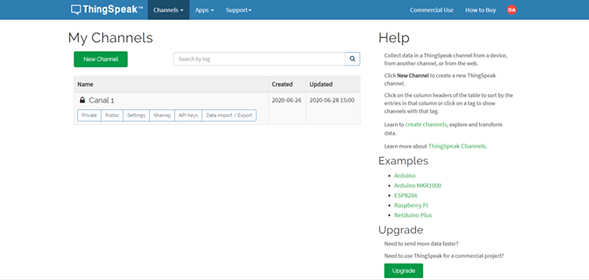 ThingSpeak™ Channels Apps Support Commercial Use How to Buy DA
My Channels
New Channel Search by tag
Name Created Updated
Canal 1 2020-06-26 2020-06-28 15:00
Private Public Settings Sharing API Keys Data Import / Export
Help
Collect data in a ThingSpeak channel from a device,
from another channel, or from the web.
Click New Channel to create a new ThingSpeak
channel.
Click on the column headers of the table to sort by the
entries in that column or click on a tag to show
channels with that tag.
Learn to create channels, explore and transform
data.
Learn more about ThingSpeak Channels.
Examples
Arduino
Arduino MKR1000
ESP8266
Raspberry Pi
Netduino Plus
Upgrade
Need to send more data faster?
Need to use ThingSpeak for a commercial project?
Upgrade